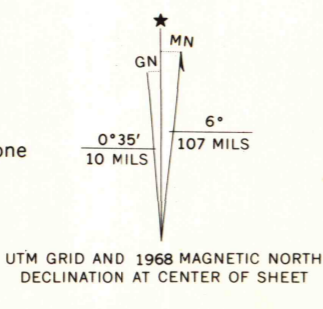 MN
GN
6°
0°35′
107 MILS
10 MILS
one
UTM GRID AND 1968 MAGNETIC NORTH
DECLINATION AT CENTER OF SHEET